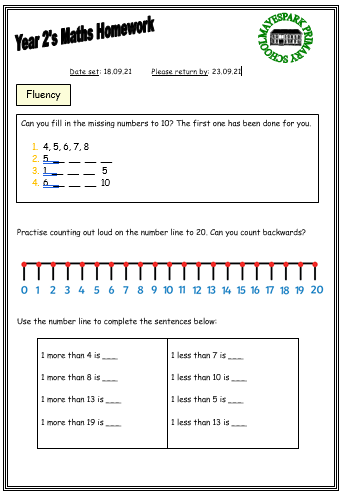 Year 2's Maths Homework
MAYESPARK PRIMARY SCHOOL
Date set: 18.09.21 Please return by: 23.09.21
Fluency
Can you fill in the missing numbers to 10? The first one has been done for you.
1. 4, 5, 6, 7, 8
2. 5, __ __ __ __
3. 1, __ __ __ 5
4. 6, __ __ __ 10
Practise counting out loud on the number line to 20. Can you count backwards?
0 1 2 3 4 5 6 7 8 9 10 11 12 13 14 15 16 17 18 19 20
Use the number line to complete the sentences below:
1 more than 4 is ___ 1 less than 7 is ___
1 more than 8 is ___ 1 less than 10 is ___
1 more than 13 is ___ 1 less than 5 is ___
1 more than 19 is ___ 1 less than 13 is ___